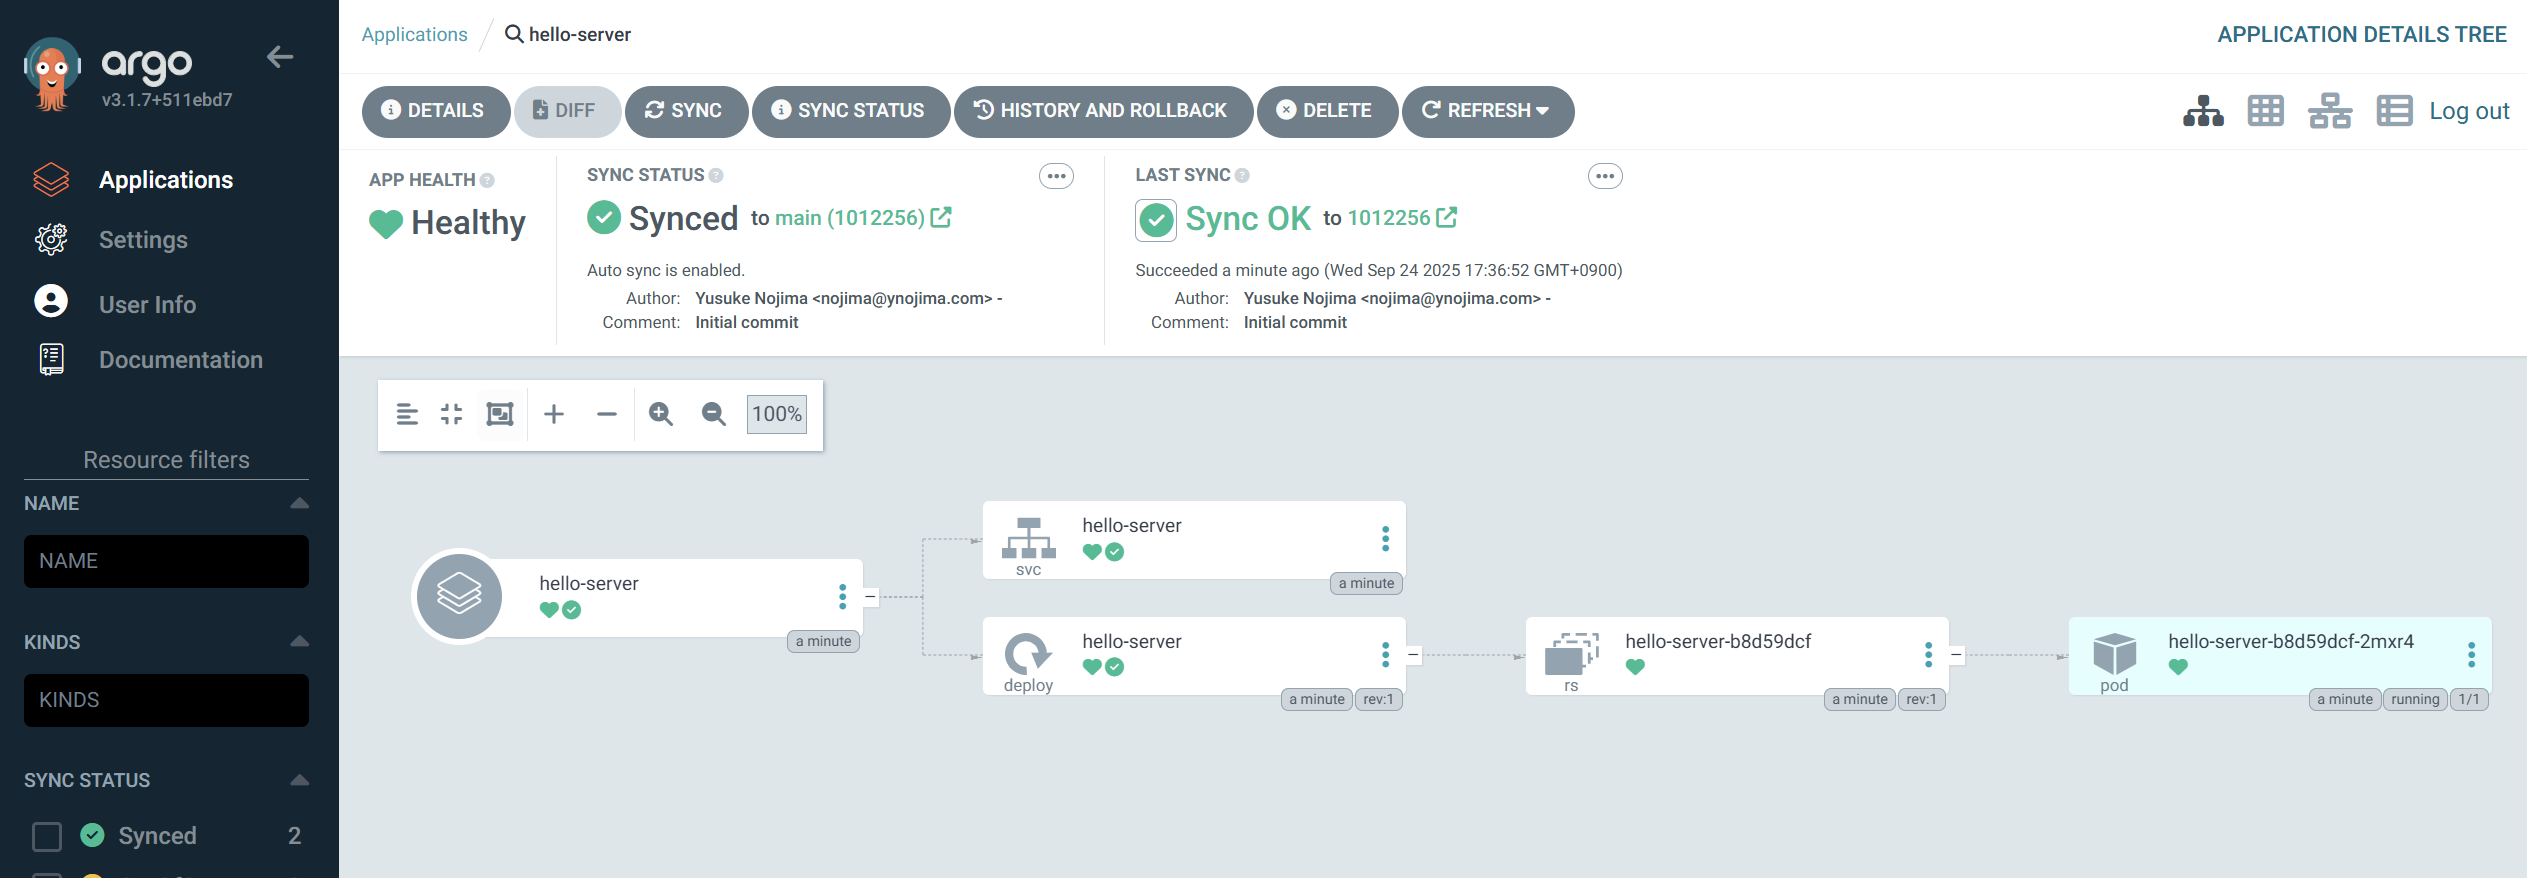 argo
v3.1.7+511ebd7
Applications
Settings
User Info
Documentation
Resource filters
NAME
NAME
KINDS
KINDS
SYNC STATUS
Synced 2
Applications / hello-server
APPLICATION DETAILS TREE
DETAILS DIFF SYNC SYNC STATUS HISTORY AND ROLLBACK DELETE REFRESH
Log out
APP HEALTH
Healthy
SYNC STATUS
Synced to main (1012256)
Auto sync is enabled.
Author: Yusuke Nojima <nojima@ynojima.com> -
Comment: Initial commit
LAST SYNC
Sync OK to 1012256
Succeeded a minute ago (Wed Sep 24 2025 17:36:52 GMT+0900)
Author: Yusuke Nojima <nojima@ynojima.com> -
Comment: Initial commit
100%
hello-server
a minute
hello-server
svc
a minute
hello-server
deploy
a minute rev:1
hello-server-b8d59dcf
rs
a minute rev:1
hello-server-b8d59dcf-2mxr4
pod
a minute running 1/1